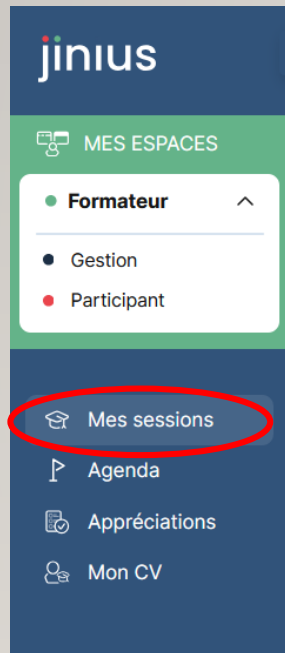 jinius
MES ESPACES
Formateur
Gestion
Participant
Mes sessions
Agenda
Appréciations
Mon CV